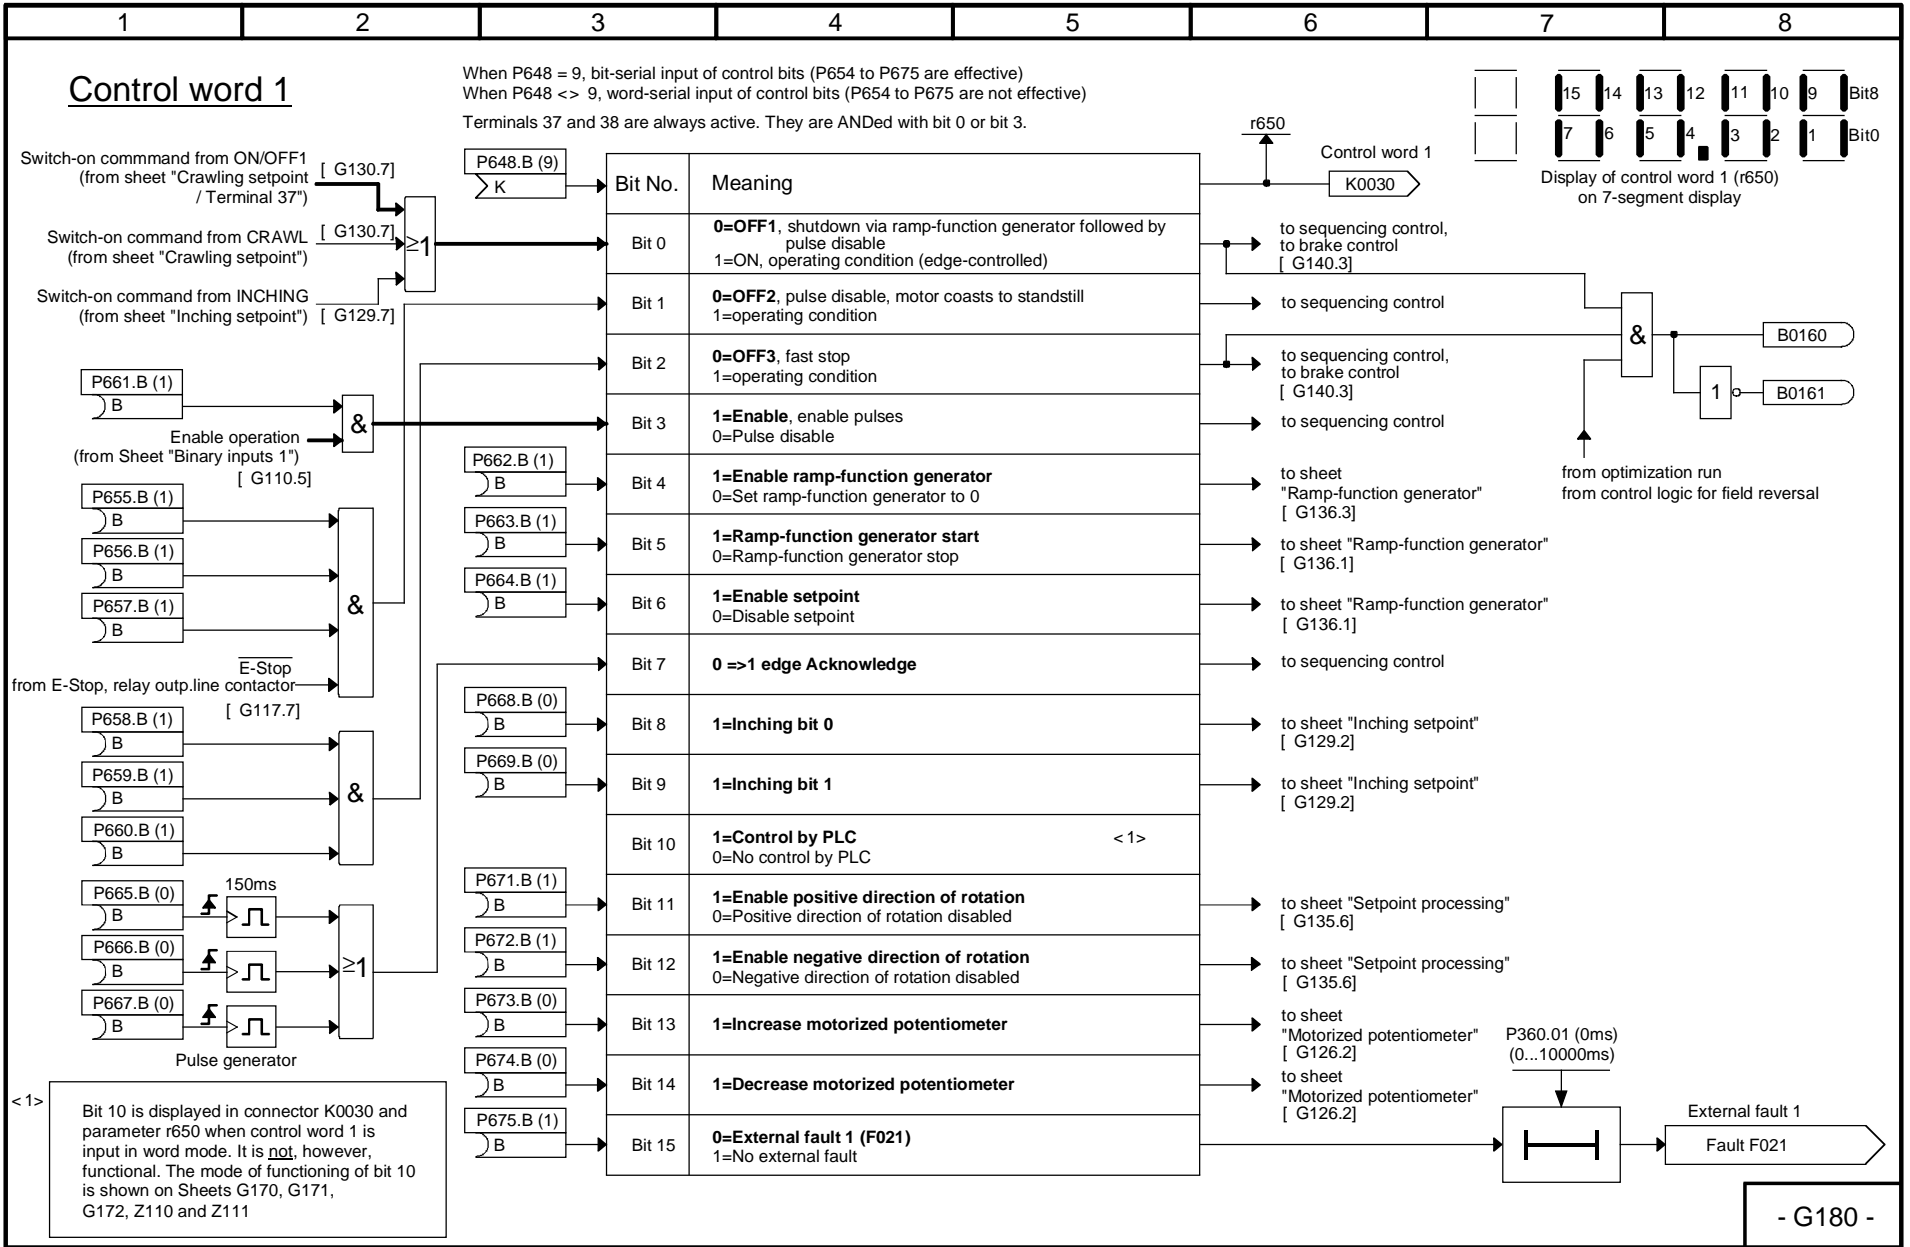 1 2 3 4 5 6 7 8
Control word 1
When P648 = 9, bit-serial input of control bits (P654 to P675 are effective)
When P648 <> 9, word-serial input of control bits (P654 to P675 are not effective)
Terminals 37 and 38 are always active. They are ANDed with bit 0 or bit 3.
15 14 13 12 11 10 9 Bit8
7 6 5 4 3 2 1 Bit0
Display of control word 1 (r650)
on 7-segment display
r650
Control word 1
K0030
Switch-on commmand from ON/OFF1
(from sheet "Crawling setpoint
/ Terminal 37")
[ G130.7]
Switch-on command from CRAWL
(from sheet "Crawling setpoint")
[ G130.7]
Switch-on command from INCHING
(from sheet "Inching setpoint")
[ G129.7]
≥1
P661.B (1)
B
Enable operation
(from Sheet "Binary inputs 1")
[ G110.5]
&
P655.B (1)
B
P656.B (1)
B
P657.B (1)
B
&
E-Stop
from E-Stop, relay outp.line contactor
[ G117.7]
P658.B (1)
B
P659.B (1)
B
P660.B (1)
B
&
P665.B (0)
B
150ms
P666.B (0)
B
P667.B (0)
B
≥1
Pulse generator
P648.B (9)
K
Bit No. Meaning
Bit 0
0=OFF1, shutdown via ramp-function generator followed by
pulse disable
1=ON, operating condition (edge-controlled)
to sequencing control,
to brake control
[ G140.3]
Bit 1
0=OFF2, pulse disable, motor coasts to standstill
1=operating condition
to sequencing control
Bit 2
0=OFF3, fast stop
1=operating condition
to sequencing control,
to brake control
[ G140.3]
Bit 3
1=Enable, enable pulses
0=Pulse disable
to sequencing control
P662.B (1)
B
Bit 4
1=Enable ramp-function generator
0=Set ramp-function generator to 0
to sheet
"Ramp-function generator"
[ G136.3]
P663.B (1)
B
Bit 5
1=Ramp-function generator start
0=Ramp-function generator stop
to sheet "Ramp-function generator"
[ G136.1]
P664.B (1)
B
Bit 6
1=Enable setpoint
0=Disable setpoint
to sheet "Ramp-function generator"
[ G136.1]
Bit 7
0 =>1 edge Acknowledge
to sequencing control
P668.B (0)
B
Bit 8
1=Inching bit 0
to sheet "Inching setpoint"
[ G129.2]
P669.B (0)
B
Bit 9
1=Inching bit 1
to sheet "Inching setpoint"
[ G129.2]
Bit 10
1=Control by PLC <1>
0=No control by PLC
P671.B (1)
B
Bit 11
1=Enable positive direction of rotation
0=Positive direction of rotation disabled
to sheet "Setpoint processing"
[ G135.6]
P672.B (1)
B
Bit 12
1=Enable negative direction of rotation
0=Negative direction of rotation disabled
to sheet "Setpoint processing"
[ G135.6]
P673.B (0)
B
Bit 13
1=Increase motorized potentiometer
to sheet
"Motorized potentiometer"
[ G126.2]
P674.B (0)
B
Bit 14
1=Decrease motorized potentiometer
to sheet
"Motorized potentiometer"
[ G126.2]
P675.B (1)
B
Bit 15
0=External fault 1 (F021)
1=No external fault
&
B0160
1
B0161
from optimization run
from control logic for field reversal
P360.01 (0ms)
(0...10000ms)
External fault 1
Fault F021
<1>
Bit 10 is displayed in connector K0030 and
parameter r650 when control word 1 is
input in word mode. It is not, however,
functional. The mode of functioning of bit 10
is shown on Sheets G170, G171,
G172, Z110 and Z111
- G180 -